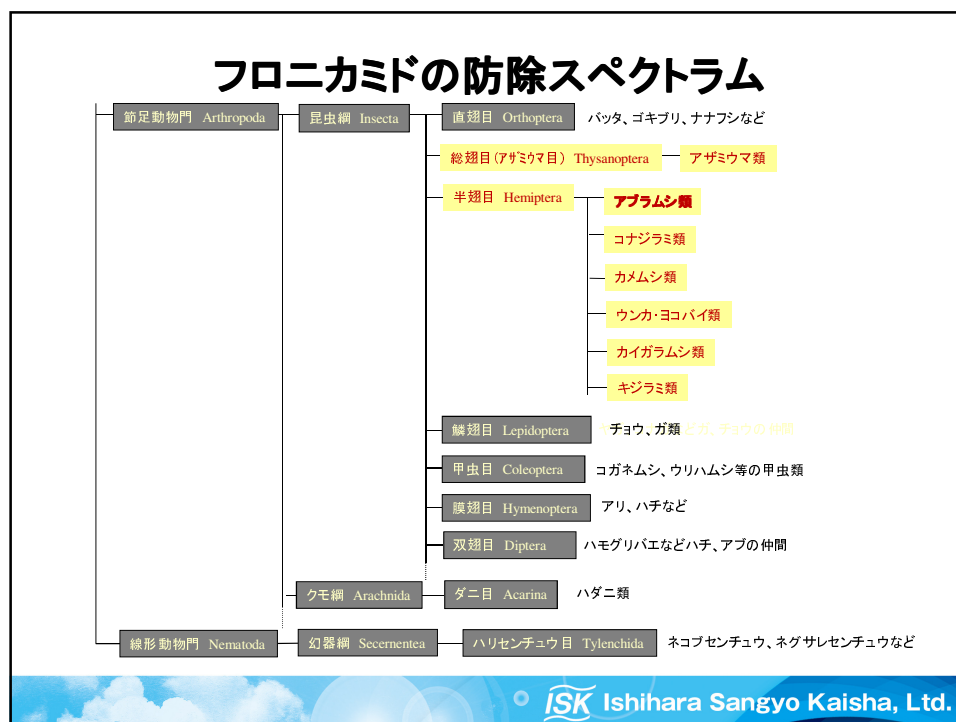 フロニカミドの防除スペクトラム
節足動物門 Arthropoda
昆虫綱 Insecta
直翅目 Orthoptera
バッタ、ゴキブリ、ナナフシなど
総翅目(アザミウマ目) Thysanoptera
アザミウマ類
半翅目 Hemiptera
アブラムシ類
コナジラミ類
カメムシ類
ウンカ・ヨコバイ類
カイガラムシ類
キジラミ類
鱗翅目 Lepidoptera
チョウ、ガ類
甲虫目 Coleoptera
コガネムシ、ウリハムシ等の甲虫類
膜翅目 Hymenoptera
アリ、ハチなど
双翅目 Diptera
ハモグリバエなどハチ、アブの仲間
クモ綱 Arachnida
ダニ目 Acarina
ハダニ類
線形動物門 Nematoda
幻器綱 Secernentea
ハリセンチュウ目 Tylenchida
ネコブセンチュウ、ネグサレセンチュウなど
ISK Ishihara Sangyo Kaisha, Ltd.